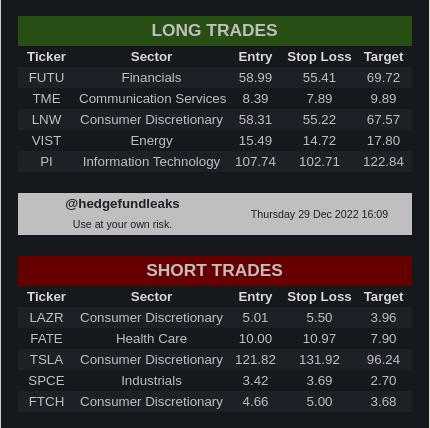 LONG TRADES
Ticker Sector Entry Stop Loss Target
FUTU Financials 58.99 55.41 69.72
TME Communication Services 8.39 7.89 9.89
LNW Consumer Discretionary 58.31 55.22 67.57
VIST Energy 15.49 14.72 17.80
PI Information Technology 107.74 102.71 122.84
@hedgefundleaks
Use at your own risk.
Thursday 29 Dec 2022 16:09
SHORT TRADES
Ticker Sector Entry Stop Loss Target
LAZR Consumer Discretionary 5.01 5.50 3.96
FATE Health Care 10.00 10.97 7.90
TSLA Consumer Discretionary 121.82 131.92 96.24
SPCE Industrials 3.42 3.69 2.70
FTCH Consumer Discretionary 4.66 5.00 3.68